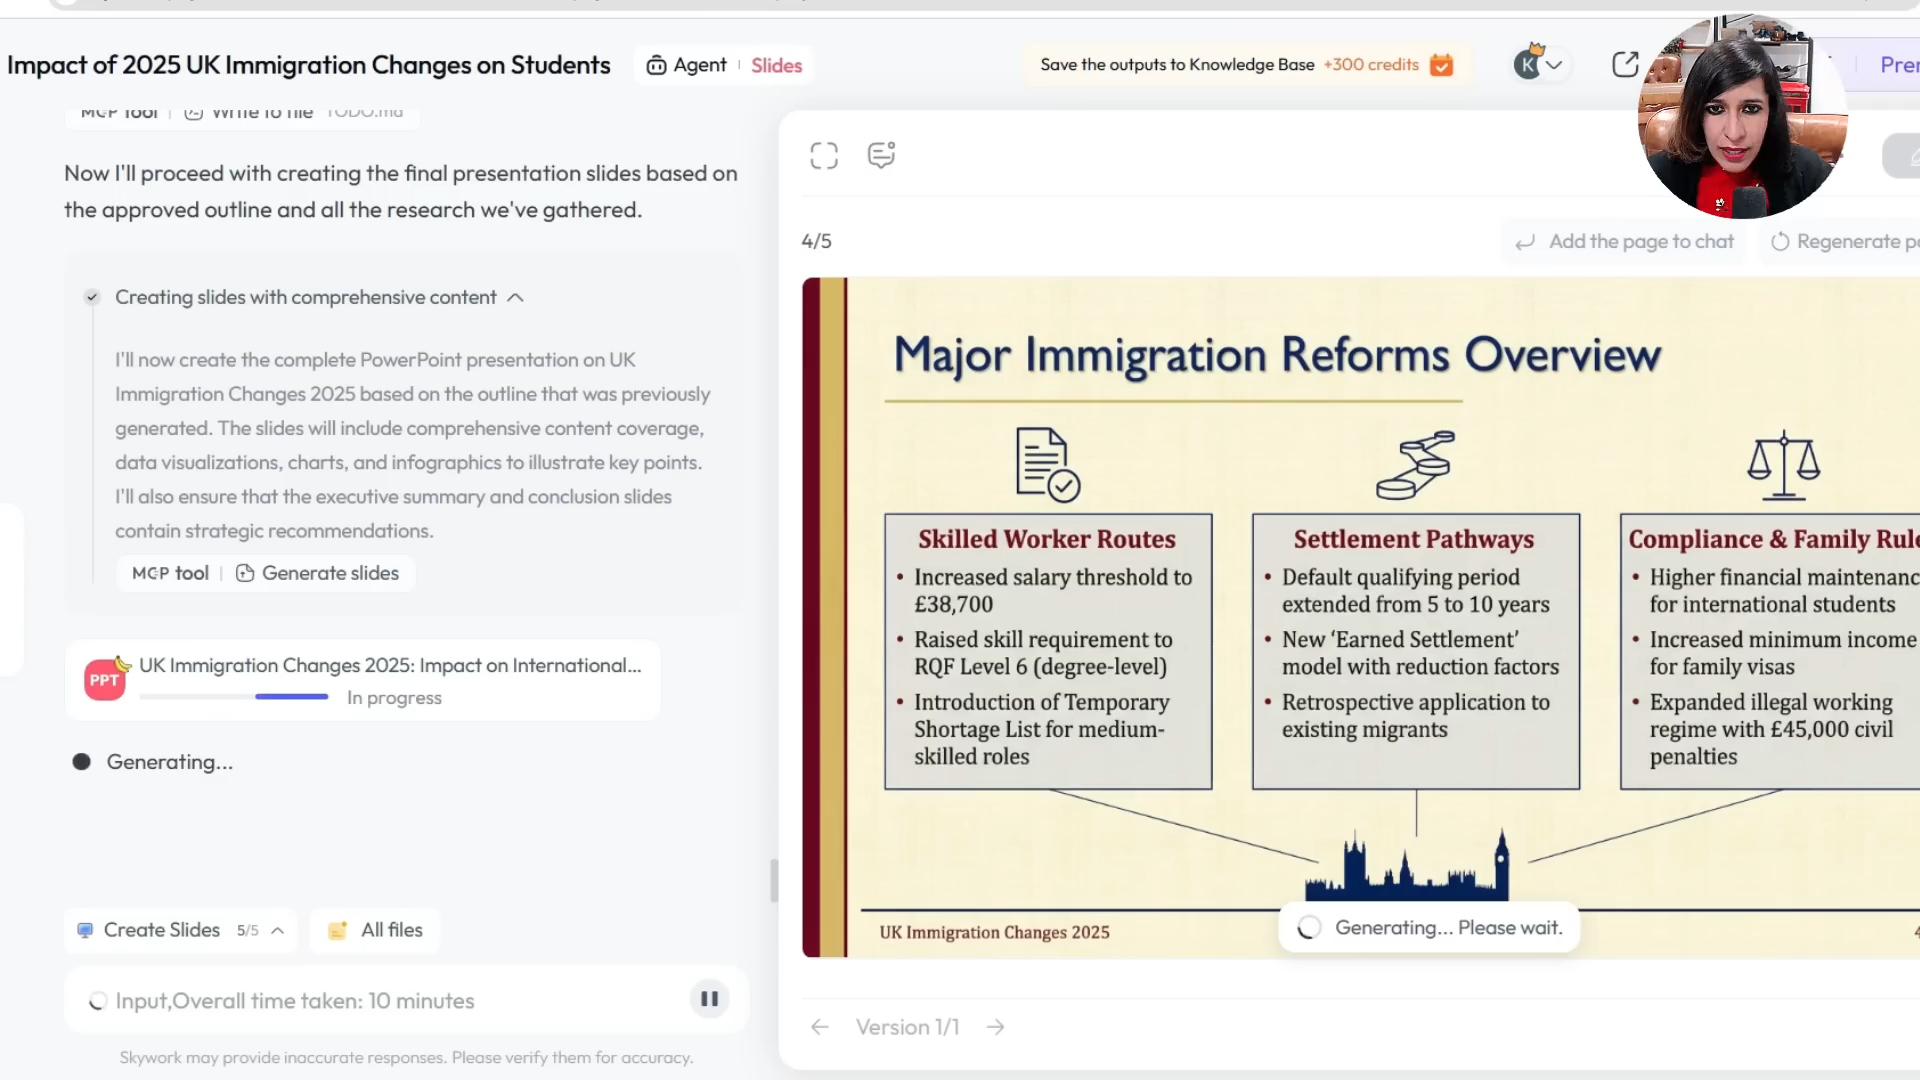 Impact of 2025 UK Immigration Changes on Students
Agent
Slides
Save the outputs to Knowledge Base +300 credits
K
MCP tool
Write to file TODO.md
Now I'll proceed with creating the final presentation slides based on
the approved outline and all the research we've gathered.
Creating slides with comprehensive content
I'll now create the complete PowerPoint presentation on UK
Immigration Changes 2025 based on the outline that was previously
generated. The slides will include comprehensive content coverage,
data visualizations, charts, and infographics to illustrate key points.
I'll also ensure that the executive summary and conclusion slides
contain strategic recommendations.
MCP tool
Generate slides
PPT
UK Immigration Changes 2025: Impact on International...
In progress
Generating...
Create Slides 5/5
All files
Input,Overall time taken: 10 minutes
Skywork may provide inaccurate responses. Please verify them for accuracy.
4/5
Add the page to chat
Regenerate
Major Immigration Reforms Overview
Skilled Worker Routes
• Increased salary threshold to
£38,700
• Raised skill requirement to
RQF Level 6 (degree-level)
• Introduction of Temporary
Shortage List for medium-
skilled roles
Settlement Pathways
• Default qualifying period
extended from 5 to 10 years
• New ‘Earned Settlement’
model with reduction factors
• Retrospective application to
existing migrants
Compliance & Family
• Higher financial
for international students
• Increased minimum income
for family visas
• Expanded illegal working
regime with £45,000 civil
penalties
UK Immigration Changes 2025
Generating... Please wait.
Version 1/1